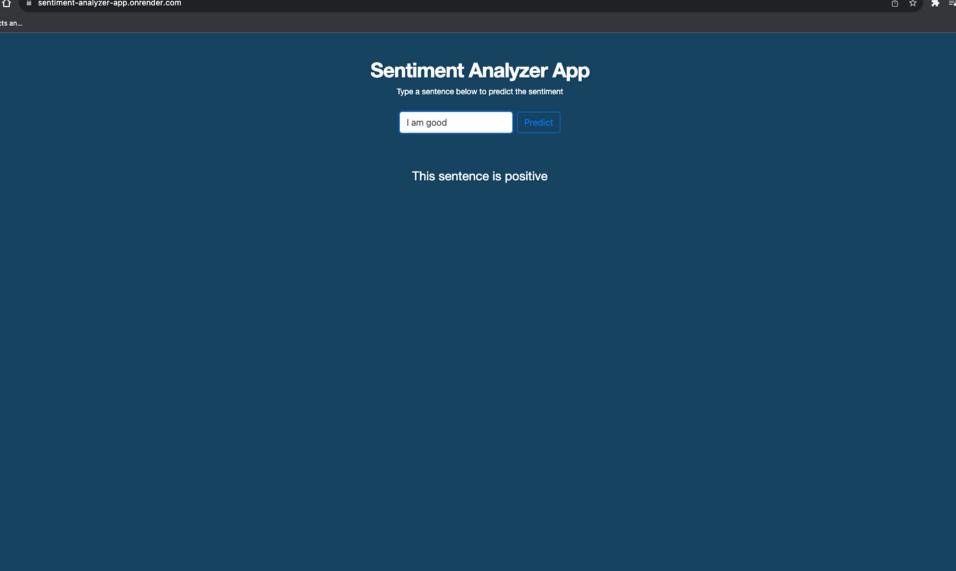 sentiment-analyzer-app.onrender.com
cts an...
Sentiment Analyzer App
Type a sentence below to predict the sentiment
I am good Predict
This sentence is positive